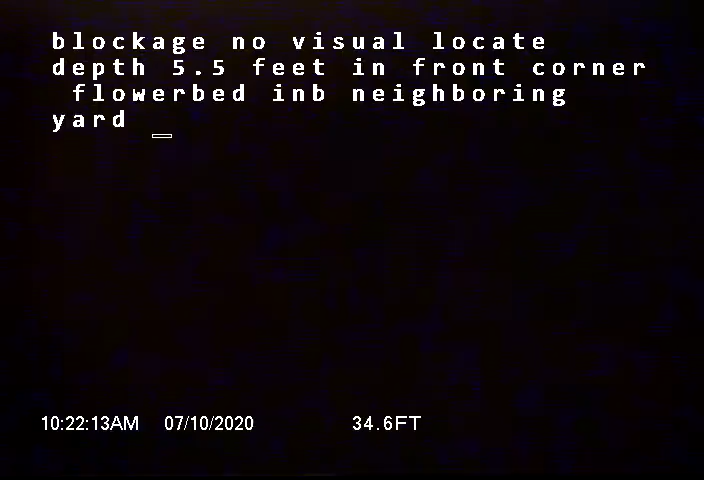 blockage no visual locate
depth 5.5 feet in front corner
flowerbed inb neighboring
yard _
10:22:13AM 07/10/2020 34.6FT